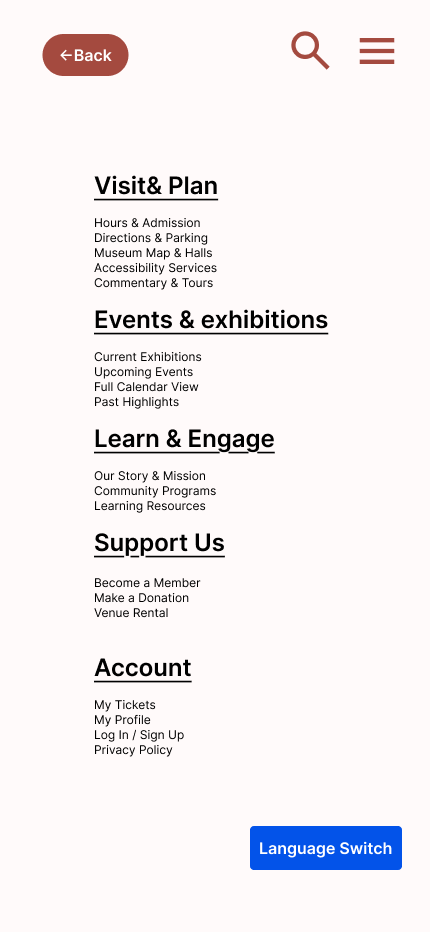 ←Back
Visit& Plan
Hours & Admission
Directions & Parking
Museum Map & Halls
Accessibility Services
Commentary & Tours
Events & exhibitions
Current Exhibitions
Upcoming Events
Full Calendar View
Past Highlights
Learn & Engage
Our Story & Mission
Community Programs
Learning Resources
Support Us
Become a Member
Make a Donation
Venue Rental
Account
My Tickets
My Profile
Log In / Sign Up
Privacy Policy
Language Switch